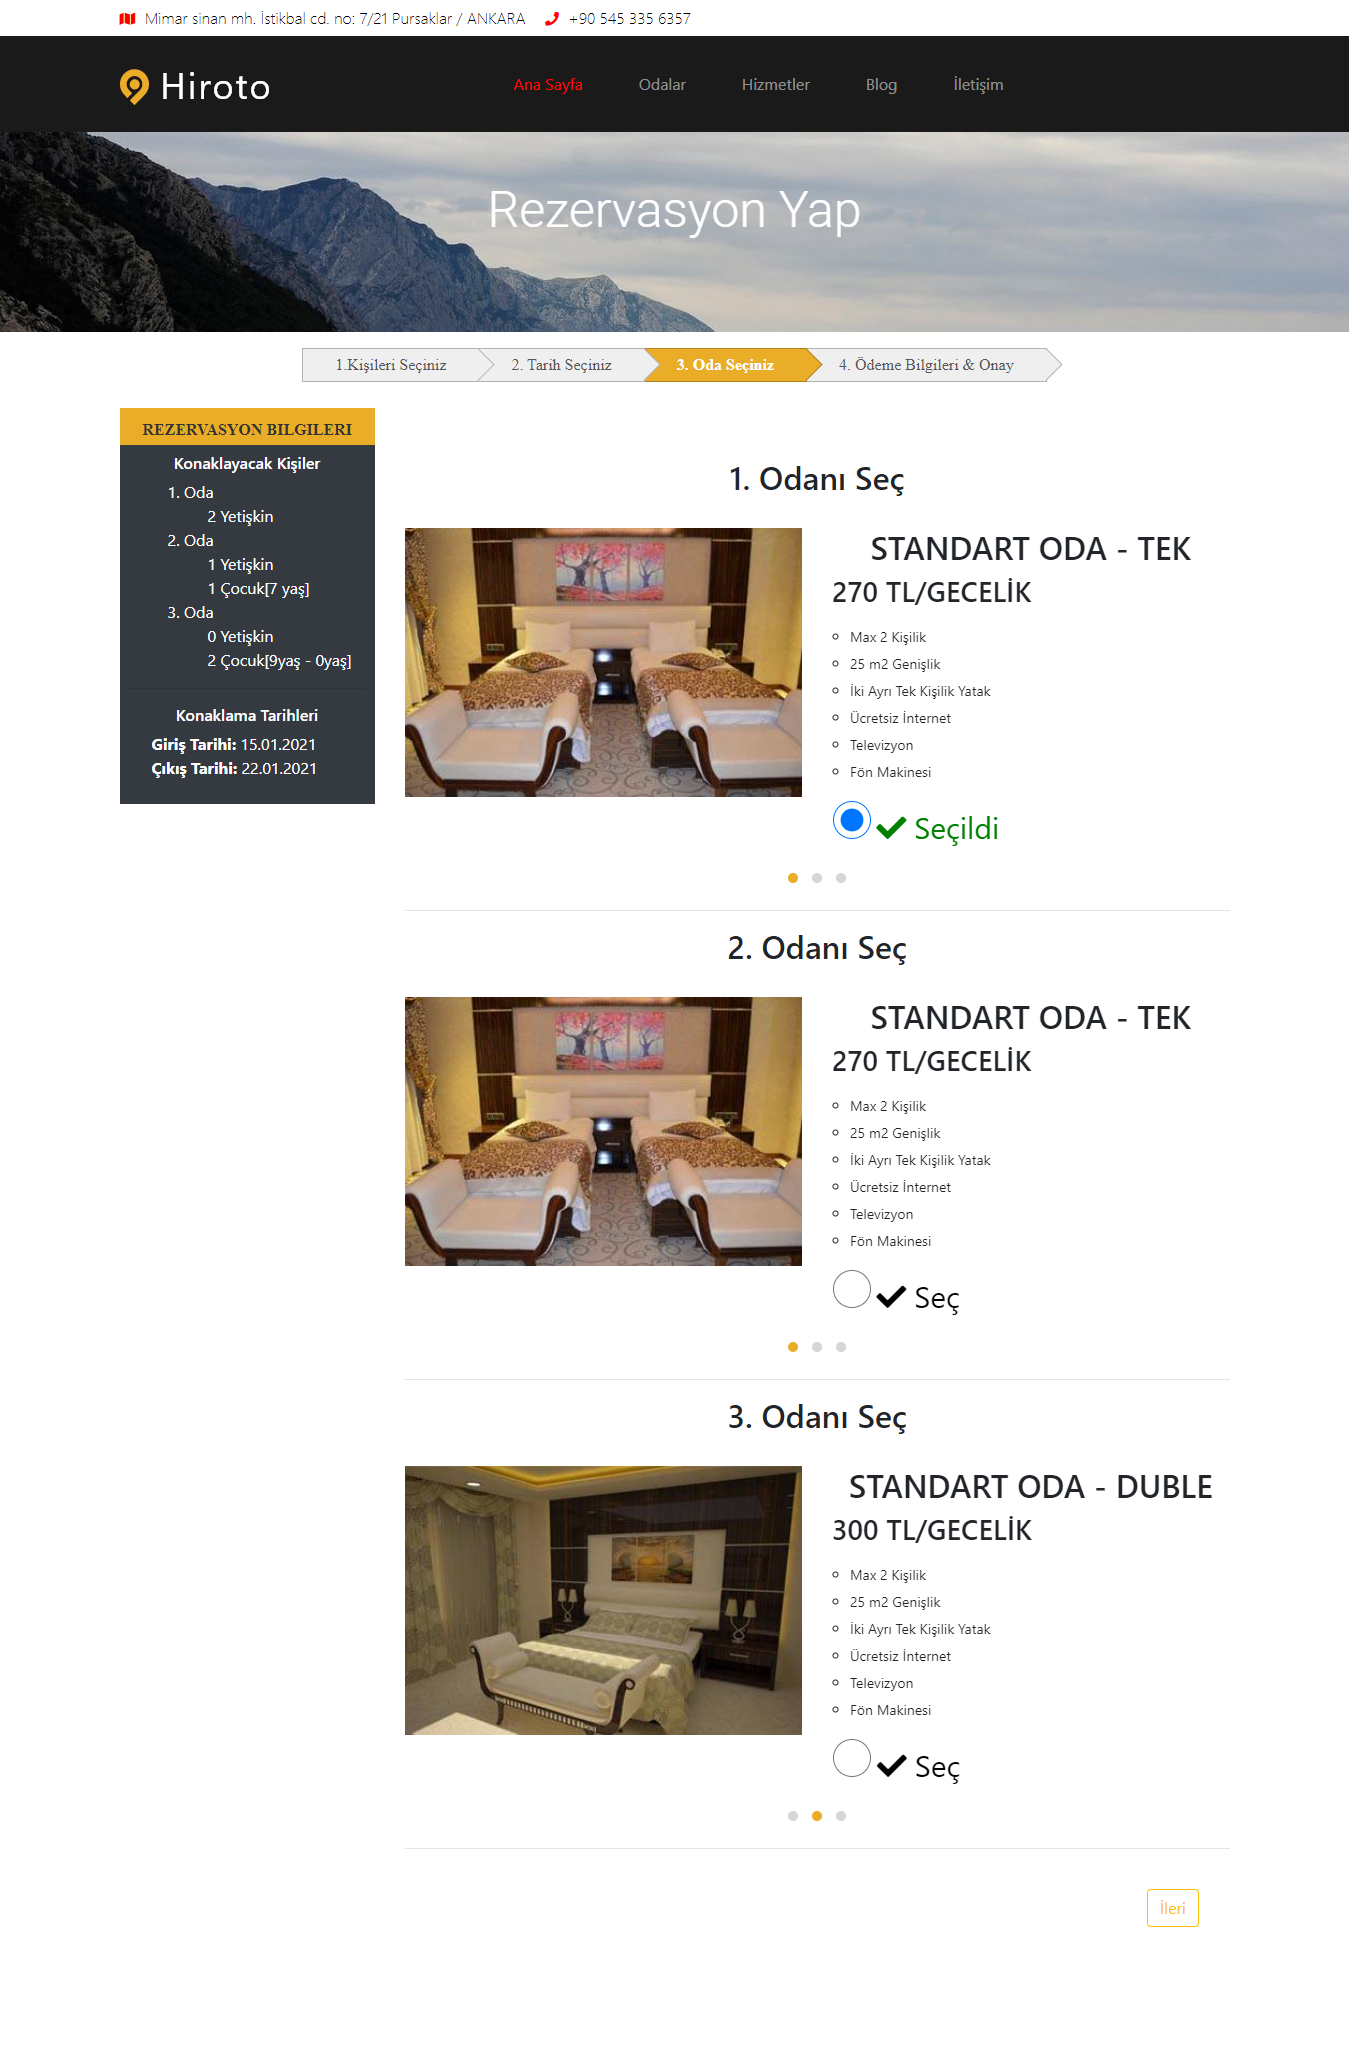 Mimar sinan mh. İstikbal cd. no: 7/21 Pursaklar / ANKARA +90 545 335 6357
Hiroto
Ana Sayfa Odalar Hizmetler Blog İletişim
Rezervasyon Yap
1.Kişileri Seçiniz 2. Tarih Seçiniz 3. Oda Seçiniz 4. Ödeme Bilgileri & Onay
REZERVASYON BILGILERI
Konaklayacak Kişiler
1. Oda
2 Yetişkin
2. Oda
1 Yetişkin
1 Çocuk[7 yaş]
3. Oda
0 Yetişkin
2 Çocuk[9yaş - 0yaş]
Konaklama Tarihleri
Giriş Tarihi: 15.01.2021
Çıkış Tarihi: 22.01.2021
1. Odanı Seç
STANDART ODA - TEK
270 TL/GECELİK
Max 2 Kişilik
25 m2 Genişlik
İki Ayrı Tek Kişilik Yatak
Ücretsiz İnternet
Televizyon
Fön Makinesi
Seçildi
2. Odanı Seç
STANDART ODA - TEK
270 TL/GECELİK
Max 2 Kişilik
25 m2 Genişlik
İki Ayrı Tek Kişilik Yatak
Ücretsiz İnternet
Televizyon
Fön Makinesi
Seç
3. Odanı Seç
STANDART ODA - DUBLE
300 TL/GECELİK
Max 2 Kişilik
25 m2 Genişlik
İki Ayrı Tek Kişilik Yatak
Ücretsiz İnternet
Televizyon
Fön Makinesi
Seç
İleri